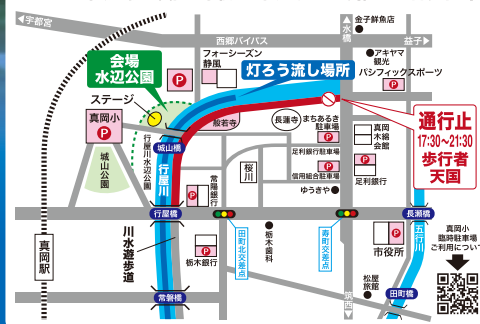 ◀宇都宮
西郷バイパス
▲水橋
金子鮮魚店
益子▶
アキヤマ
観光
パシフィックスポーツ
P
フォーシーズン
静風
P
会場
水辺公園
灯ろう流し場所
ステージ
真岡小
P
城山公園
行屋川水辺公園
城山橋
般若寺
長蓮寺
まちあるき
駐車場
P
足利銀行駐車場
P
信用組合駐車場
P
ゆうきや
真岡
木綿
会館
P
足利銀行
通行止
17:30~21:30
歩行者
天国
桜川
行屋川
常陽銀行
P
行屋橋
長瀬橋
川水遊歩道
P
栃木銀行
田町北交差点
栃木歯科
寿町交差点
P
市役所
五行川
真岡小
臨時駐車場
ご利用につい
松屋
旅館
田町橋
真岡駅
常磐橋
筑西